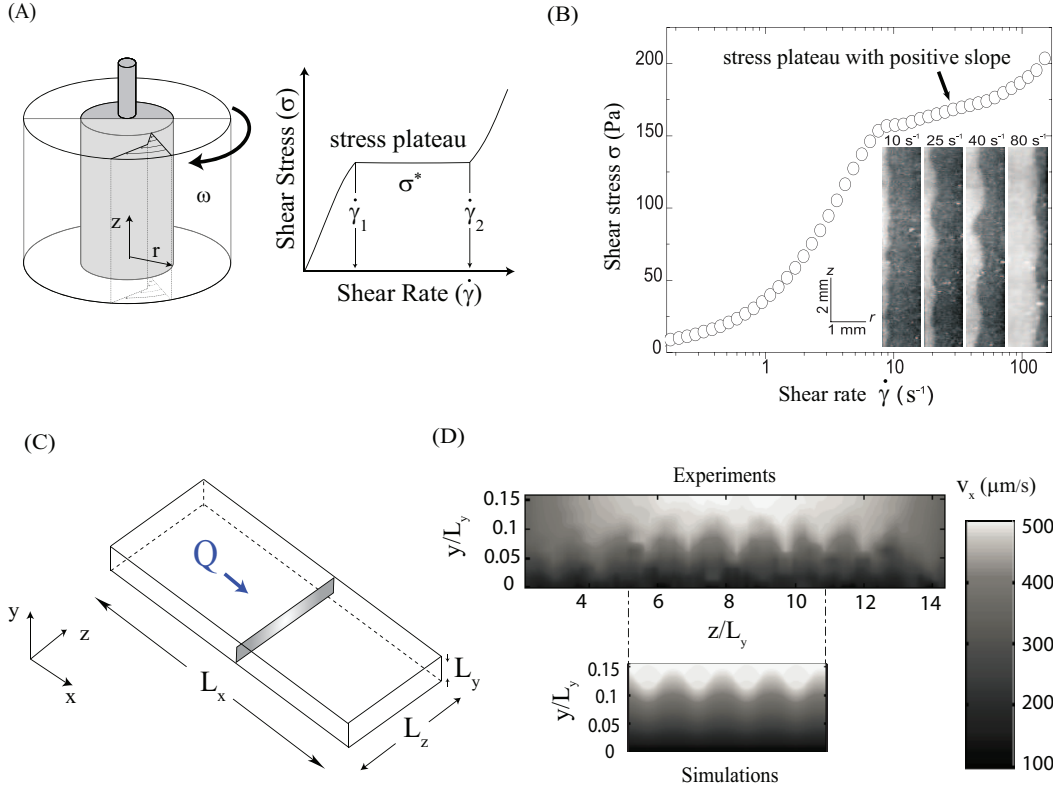 (A)
ω
z
r
Shear Stress (σ)
stress plateau
σ*
γ̇₁
γ̇₂
Shear Rate (γ̇)
(B)
200
150
100
50
0
Shear stress σ (Pa)
stress plateau with positive slope
10 s⁻¹ 25 s⁻¹ 40 s⁻¹ 80 s⁻¹
z
2 mm
r
1 mm
1 10 100
Shear rate γ̇ (s⁻¹)
(C)
Q
y
z
x
Lx
Ly
Lz
(D)
Experiments
y/Ly
0.15
0.1
0.05
0
4 6 8 10 12 14
z/Ly
y/Ly
0.15
0.1
0.05
0
Simulations
vx (μm/s)
500
400
300
200
100